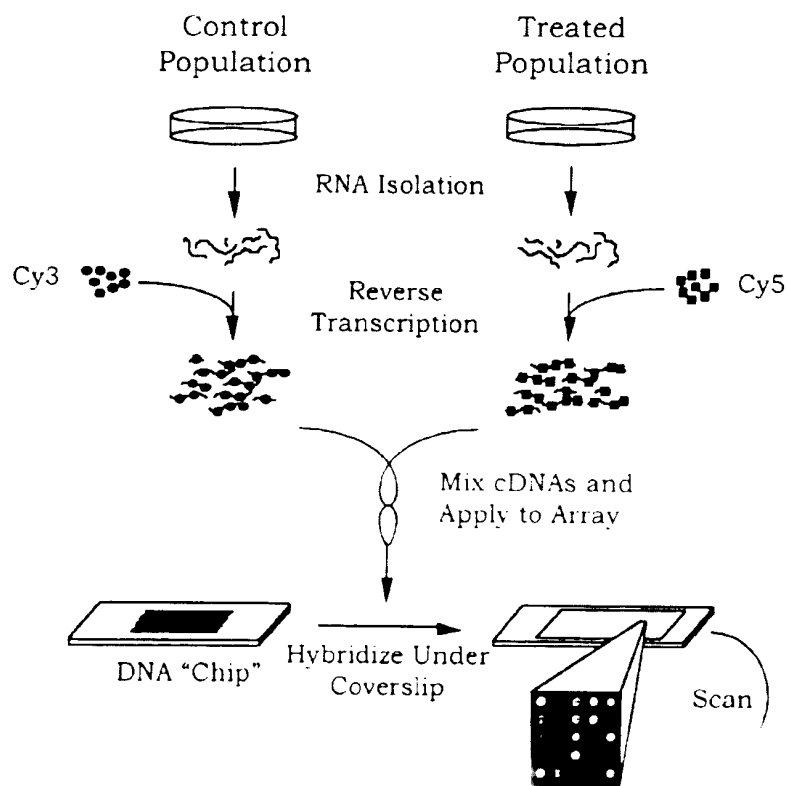 Control
Population
Treated
Population
RNA Isolation
Cy3
Reverse
Transcription
Cy5
Mix cDNAs and
Apply to Array
DNA "Chip"
Hybridize Under
Coverslip
Scan